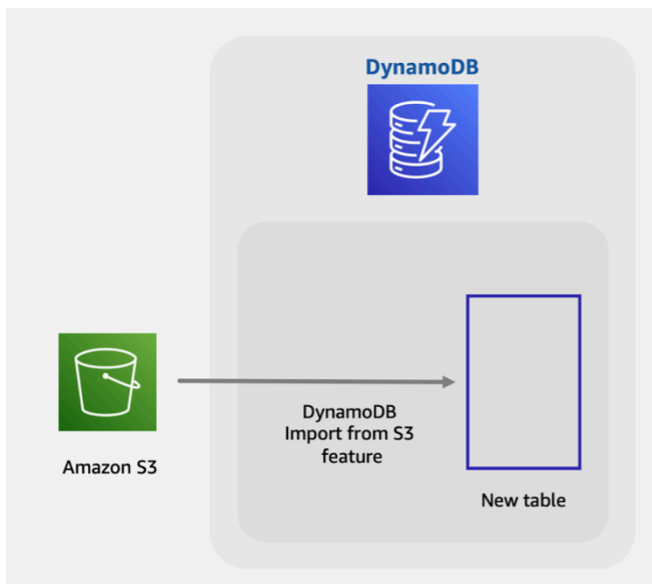 DynamoDB
DynamoDB
Import from S3
feature
Amazon S3
New table